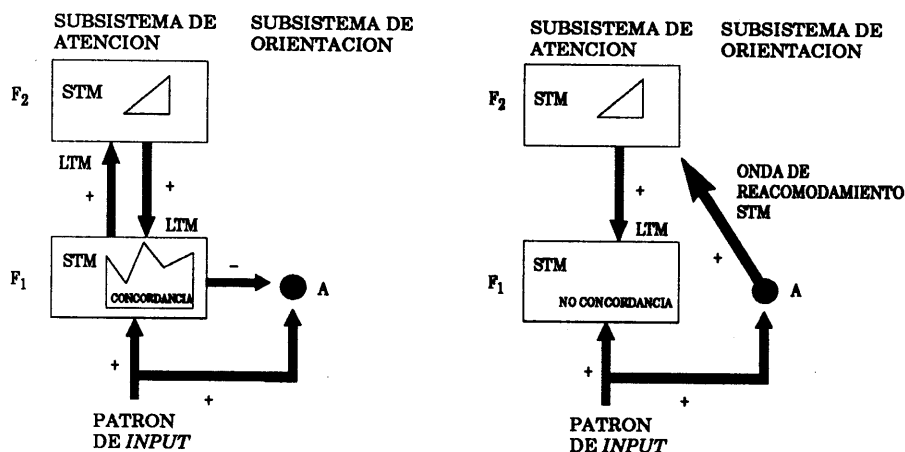 SUBSISTEMA DE
ATENCION
SUBSISTEMA DE
ORIENTACION
F2
STM
LTM
+
+
LTM
F1
STM
CONCORDANCIA
−
A
+
+
PATRON
DE INPUT
SUBSISTEMA DE
ATENCION
SUBSISTEMA DE
ORIENTACION
F2
STM
ONDA DE
REACOMODAMIENTO
STM
+
LTM
+
F1
STM
NO CONCORDANCIA
A
+
+
PATRON
DE INPUT